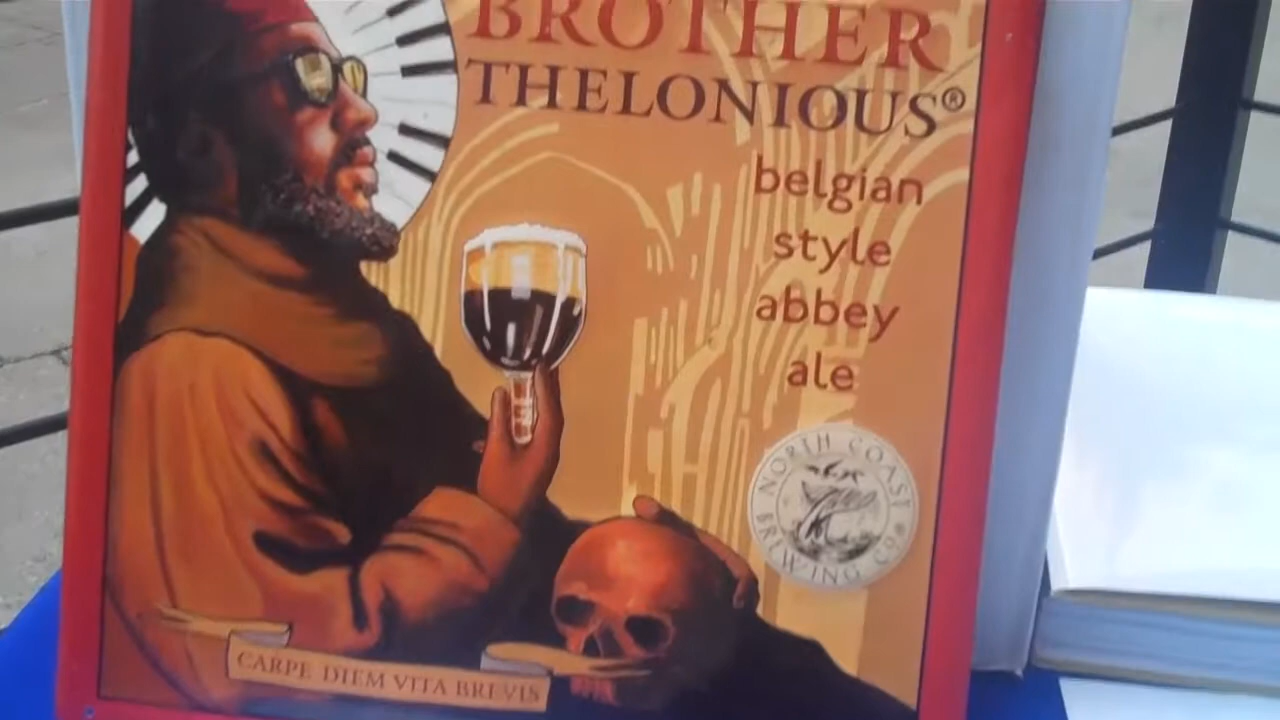 BROTHER
THELONIOUS®
belgian
style
abbey
ale
NORTH COAST
BREWING CO®
CARPE DIEM VITA BREVIS